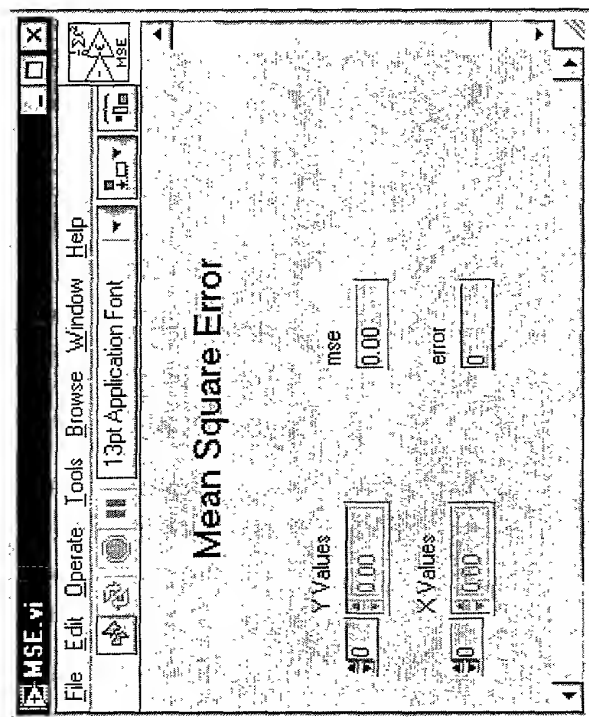 MSE.vi
File Edit Operate Tools Browse Window Help
13pt Application Font
MSE
Mean Square Error
Y Values
0
0.00
mse
0.00
X Values
0
0.00
error
0